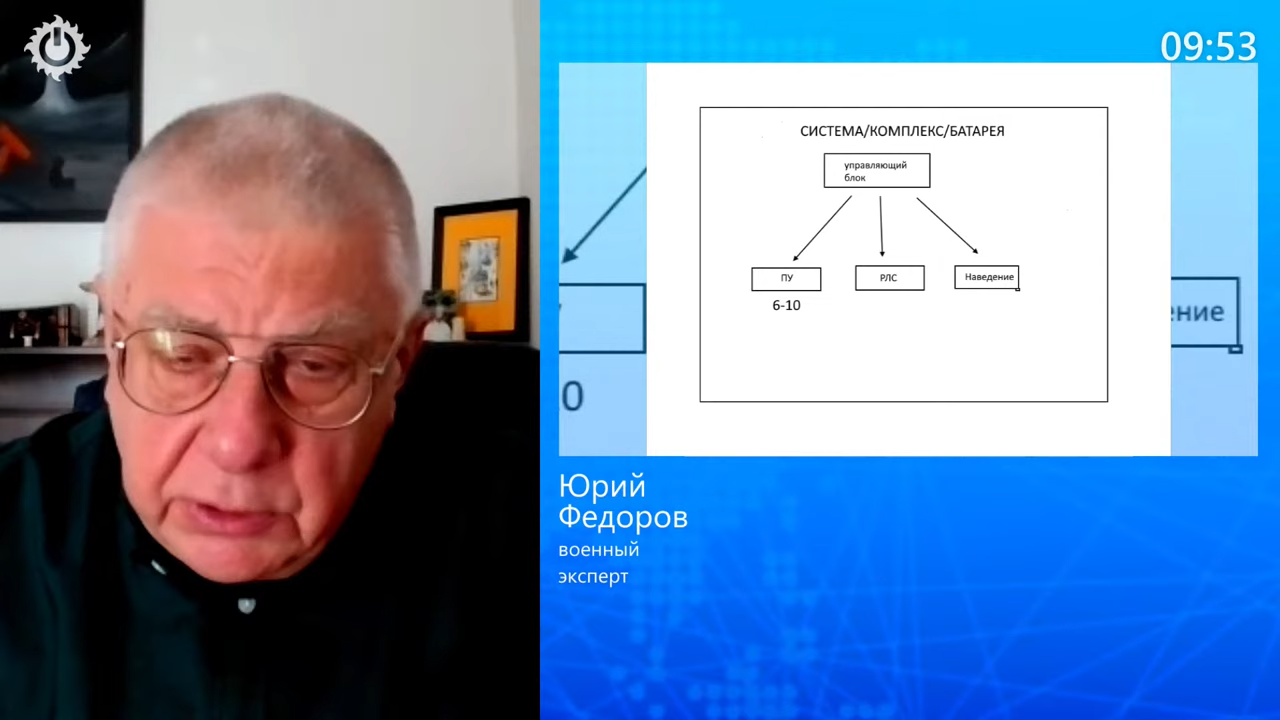 09:53
СИСТЕМА/КОМПЛЕКС/БАТАРЕЯ
управляющий
блок
ПУ
РЛС
Наведение
6-10
ение
0
Юрий
Федоров
военный
эксперт